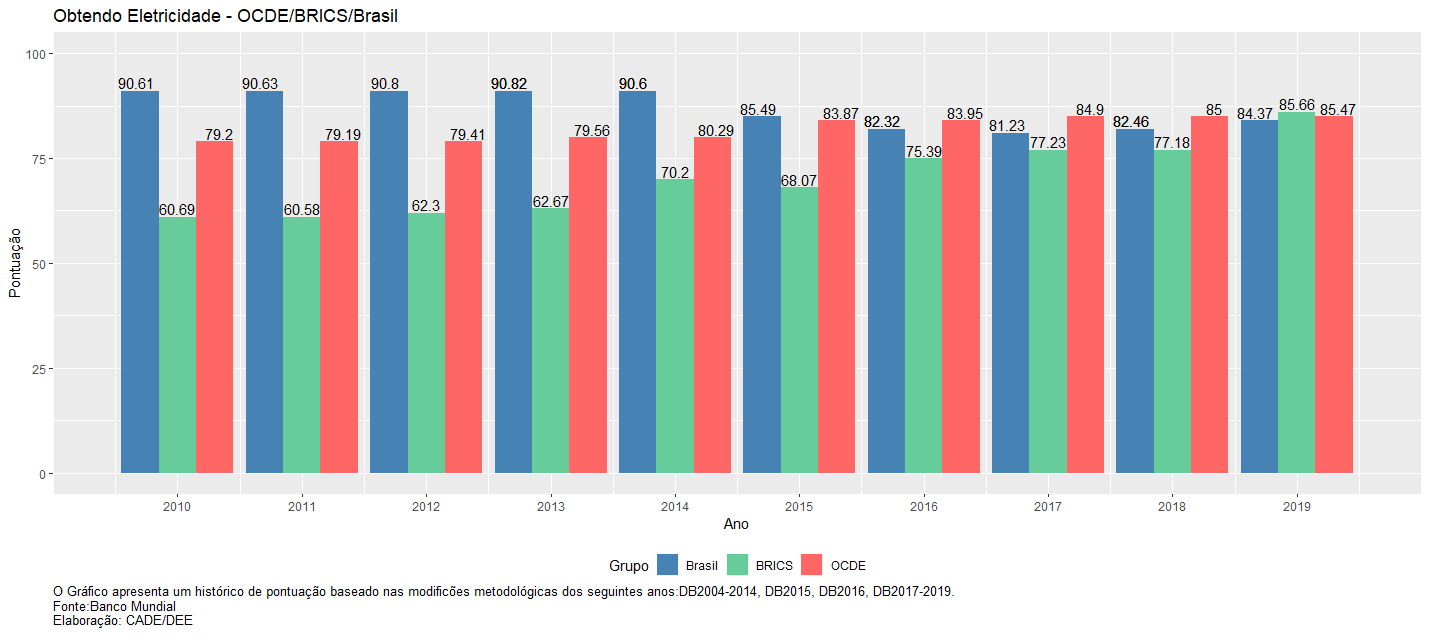 Obtendo Eletricidade - OCDE/BRICS/Brasil
Pontuação
100
75
50
25
0
90.61 60.69 79.2
90.63 60.58 79.19
90.8 62.3 79.41
90.82 62.67 79.56
90.6 70.2 80.29
85.49 68.07 83.87
82.32 75.39 83.95
81.23 77.23 84.9
82.46 77.18 85
84.37 85.66 85.47
2010 2011 2012 2013 2014 2015 2016 2017 2018 2019
Ano
Grupo Brasil BRICS OCDE
O Gráfico apresenta um histórico de pontuação baseado nas modificões metodológicas dos seguintes anos:DB2004-2014, DB2015, DB2016, DB2017-2019.
Fonte:Banco Mundial
Elaboração: CADE/DEE